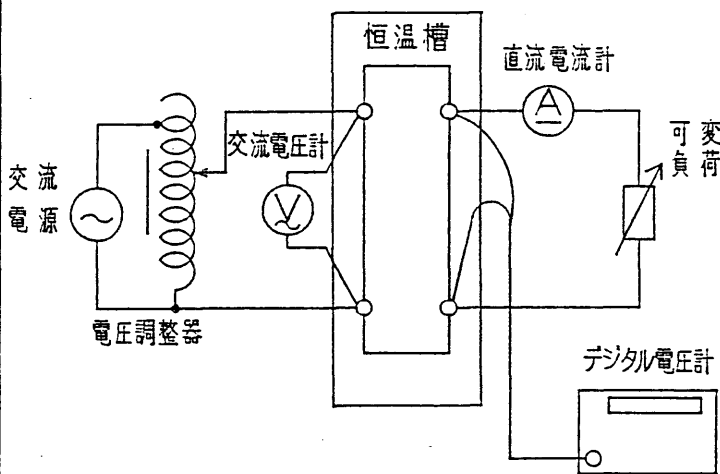 恒温槽
直流電流計
A
可変
負荷
交流電圧計
交流
電源
V
電圧調整器
デジタル電圧計